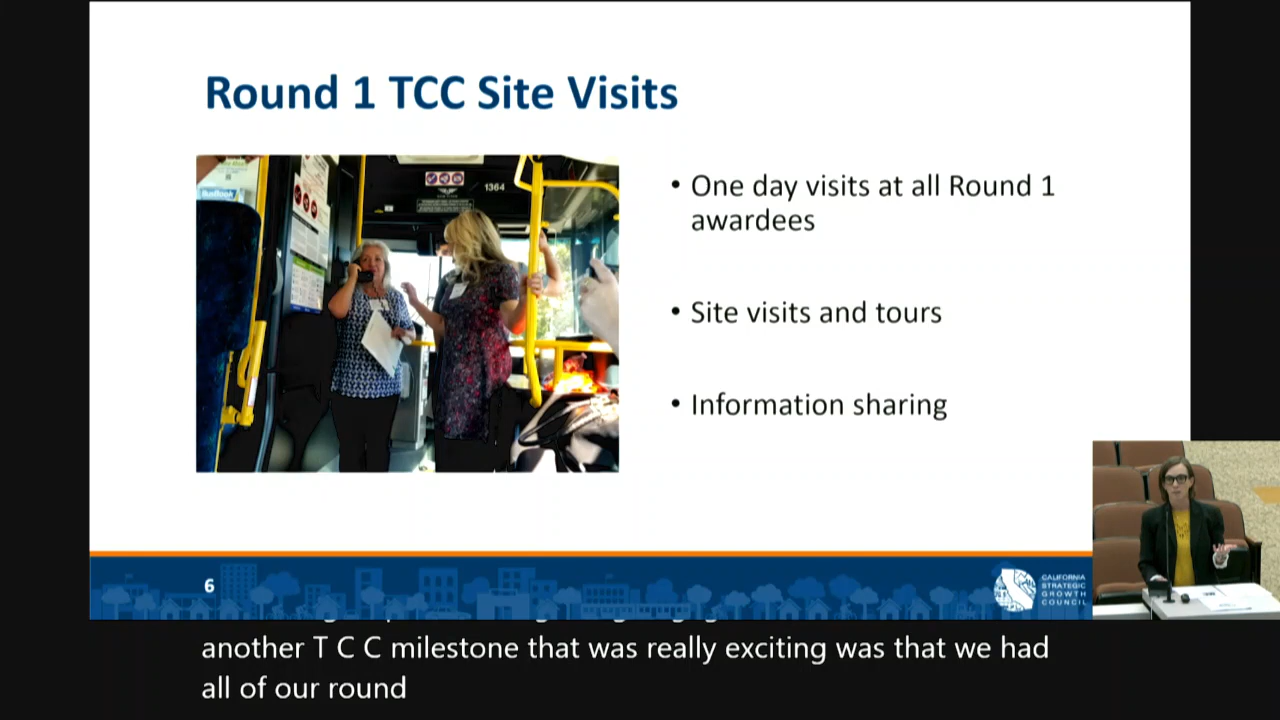 Round 1 TCC Site Visits
1364
• One day visits at all Round 1
awardees
• Site visits and tours
• Information sharing
6
CALIFORNIA
STRATEGIC
GROWTH
COUNCIL
another T C C milestone that was really exciting was that we had
all of our round